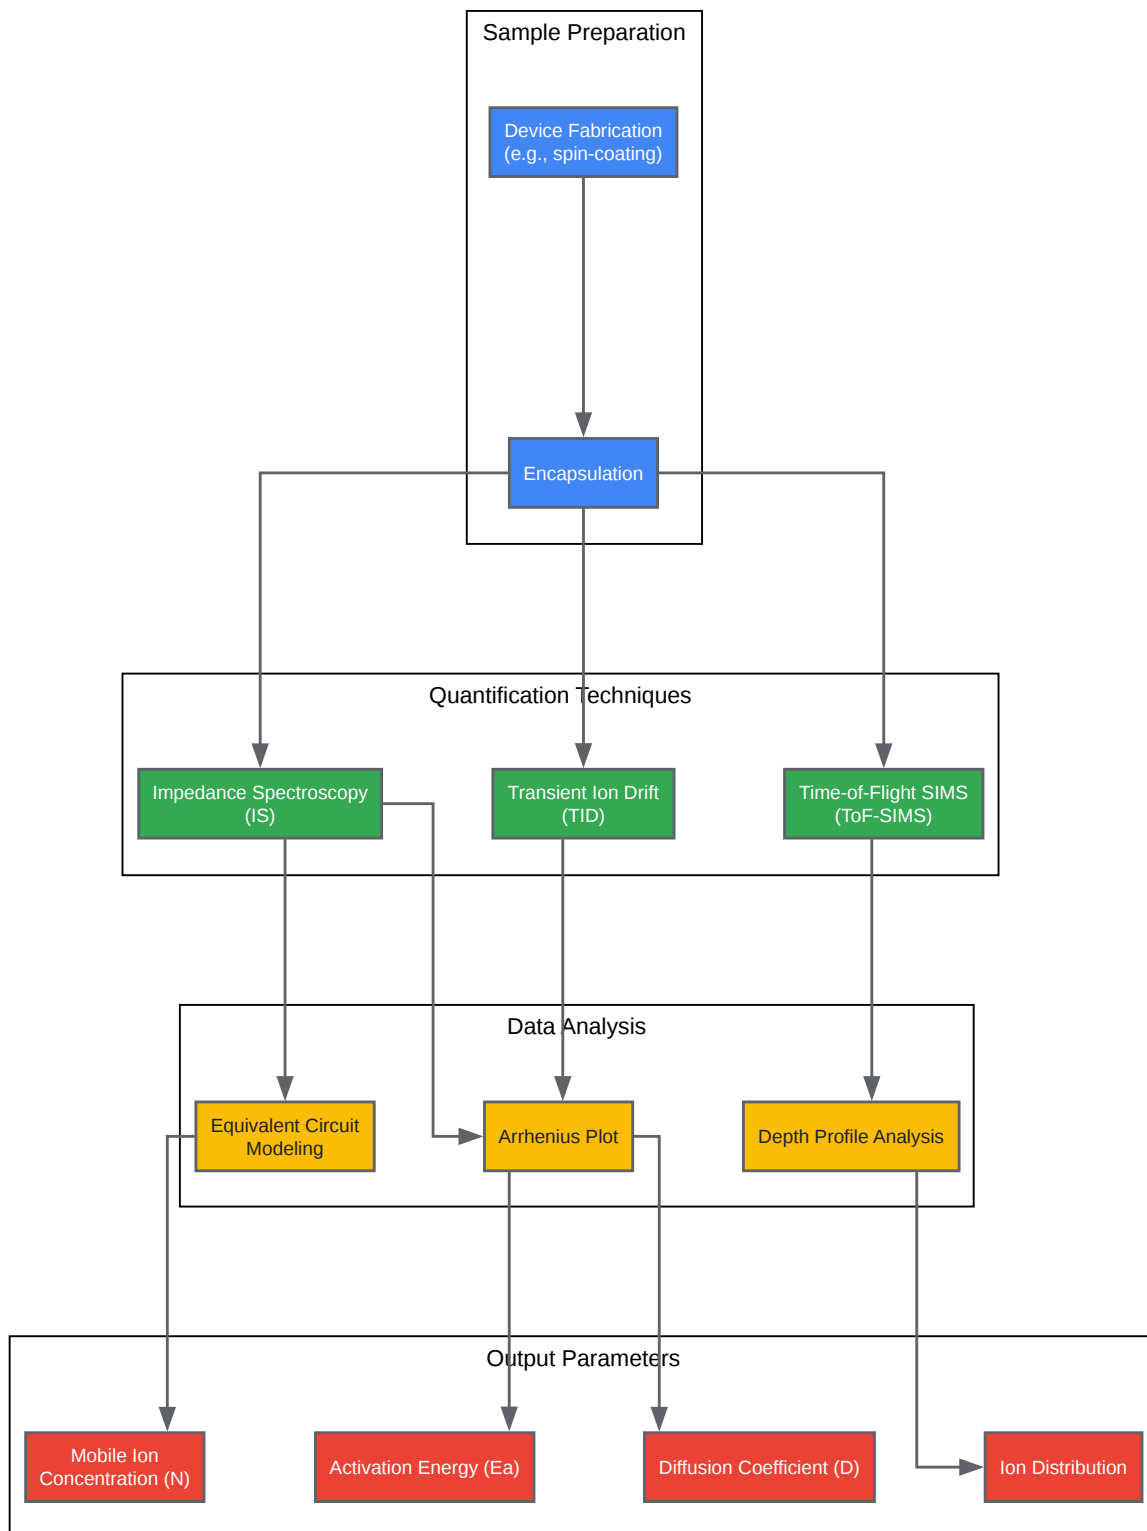 Sample Preparation
Device Fabrication
(e.g., spin-coating)
Encapsulation
Quantification Techniques
Impedance Spectroscopy
(IS)
Transient Ion Drift
(TID)
Time-of-Flight SIMS
(ToF-SIMS)
Data Analysis
Equivalent Circuit
Modeling
Arrhenius Plot
Depth Profile Analysis
Output Parameters
Mobile Ion
Concentration (N)
Activation Energy (Ea)
Diffusion Coefficient (D)
Ion Distribution